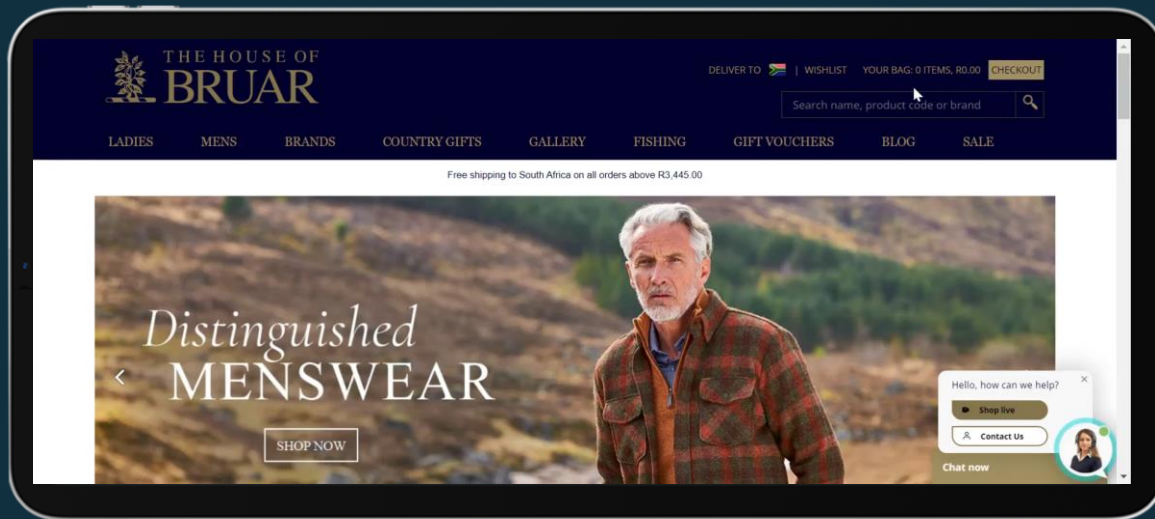 THE HOUSE OF
BRUAR
DELIVER TO | WISHLIST YOUR BAG: 0 ITEMS, R0.00 CHECKOUT
Search name, product code or brand
LADIES MENS BRANDS COUNTRY GIFTS GALLERY FISHING GIFT VOUCHERS BLOG SALE
Free shipping to South Africa on all orders above R3,445.00
Distinguished
MENSWEAR
SHOP NOW
Hello, how can we help?
Shop live
Contact Us
Chat now